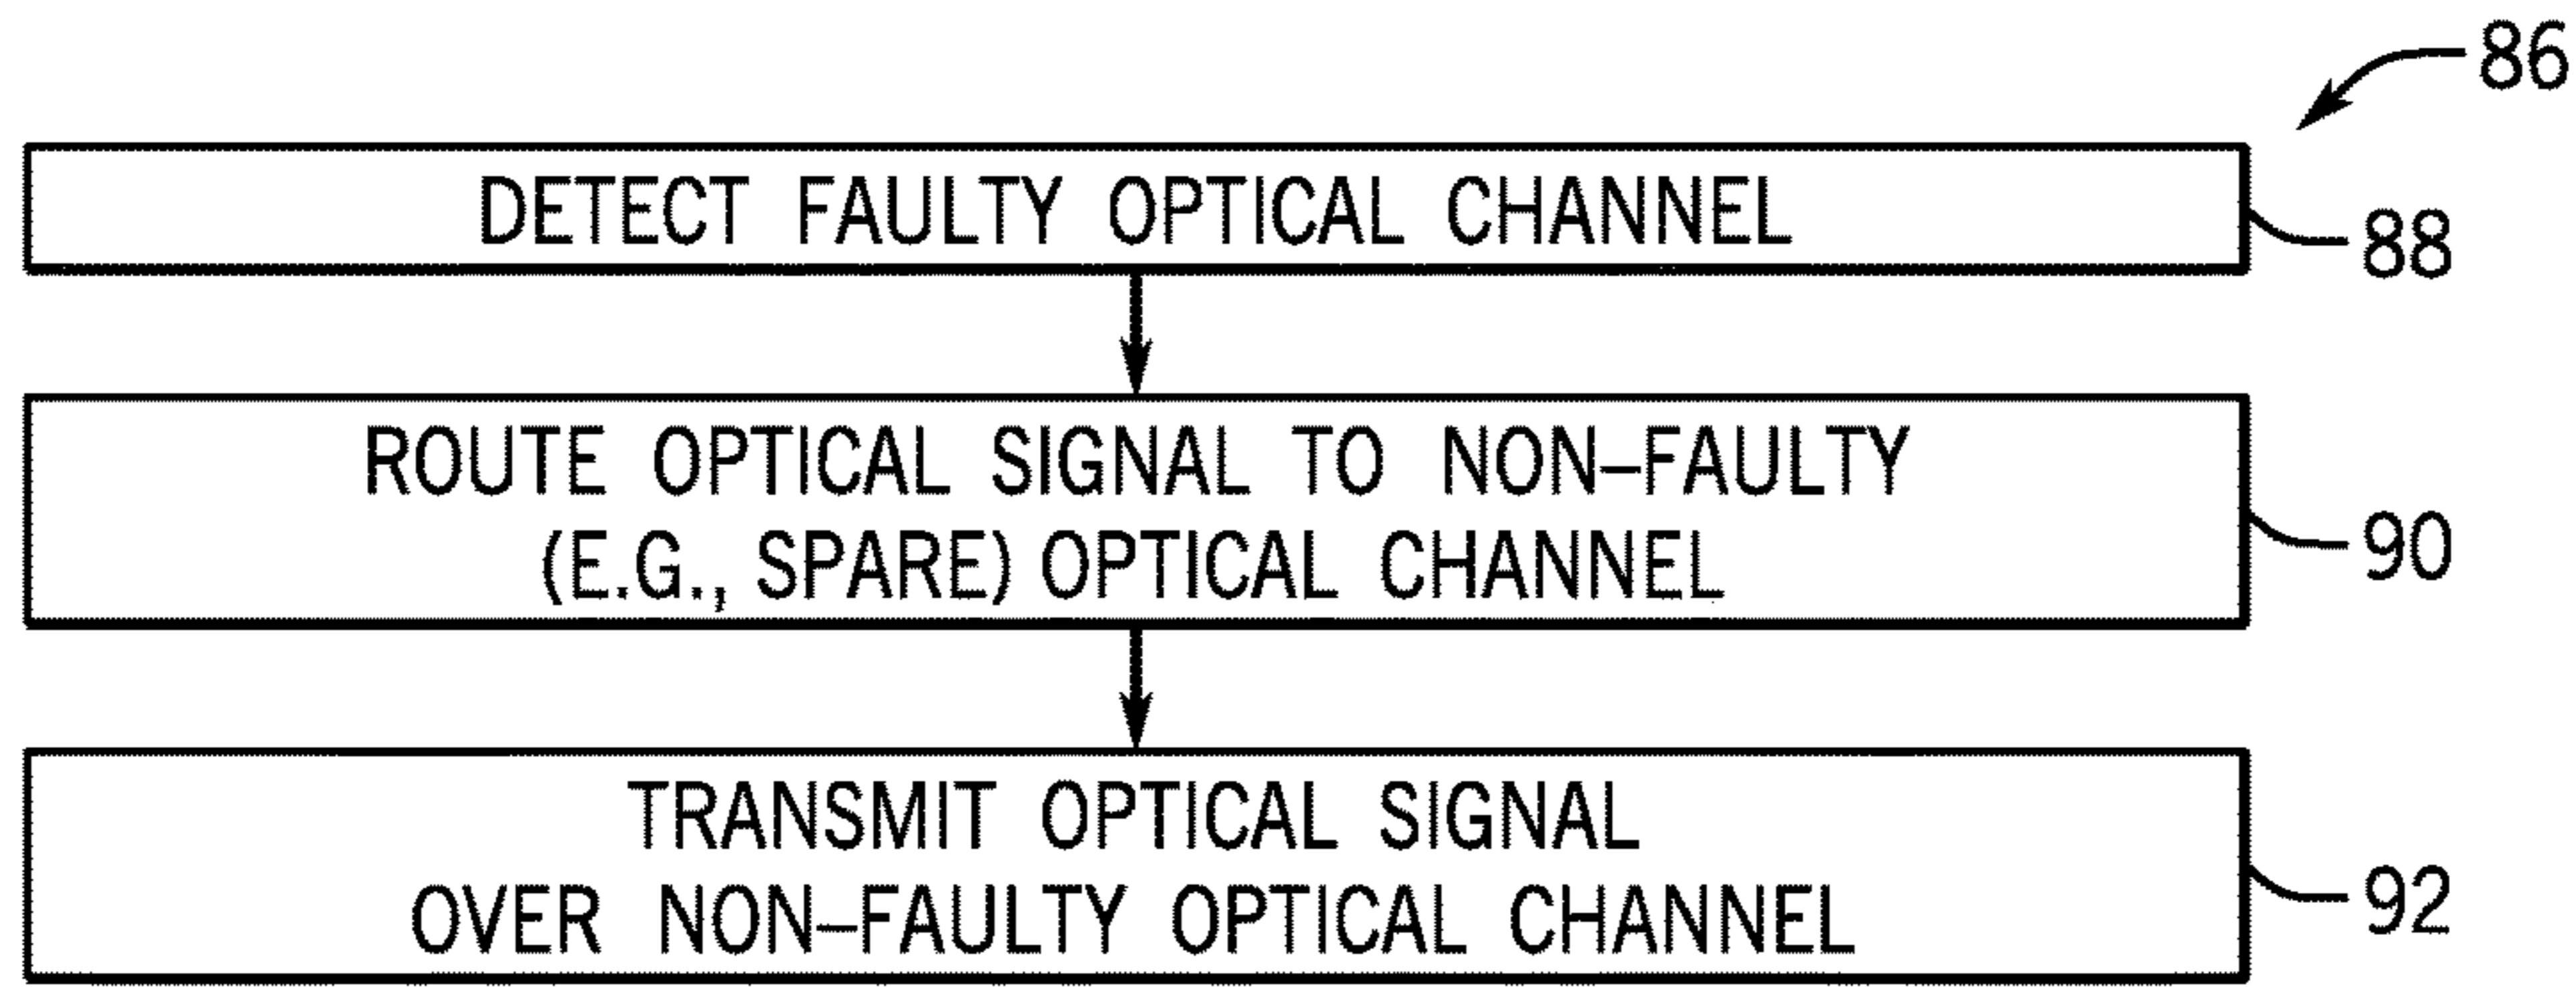 86
DETECT FAULTY OPTICAL CHANNEL
88
ROUTE OPTICAL SIGNAL TO NON–FAULTY
(E.G., SPARE) OPTICAL CHANNEL
90
TRANSMIT OPTICAL SIGNAL
OVER NON–FAULTY OPTICAL CHANNEL
92